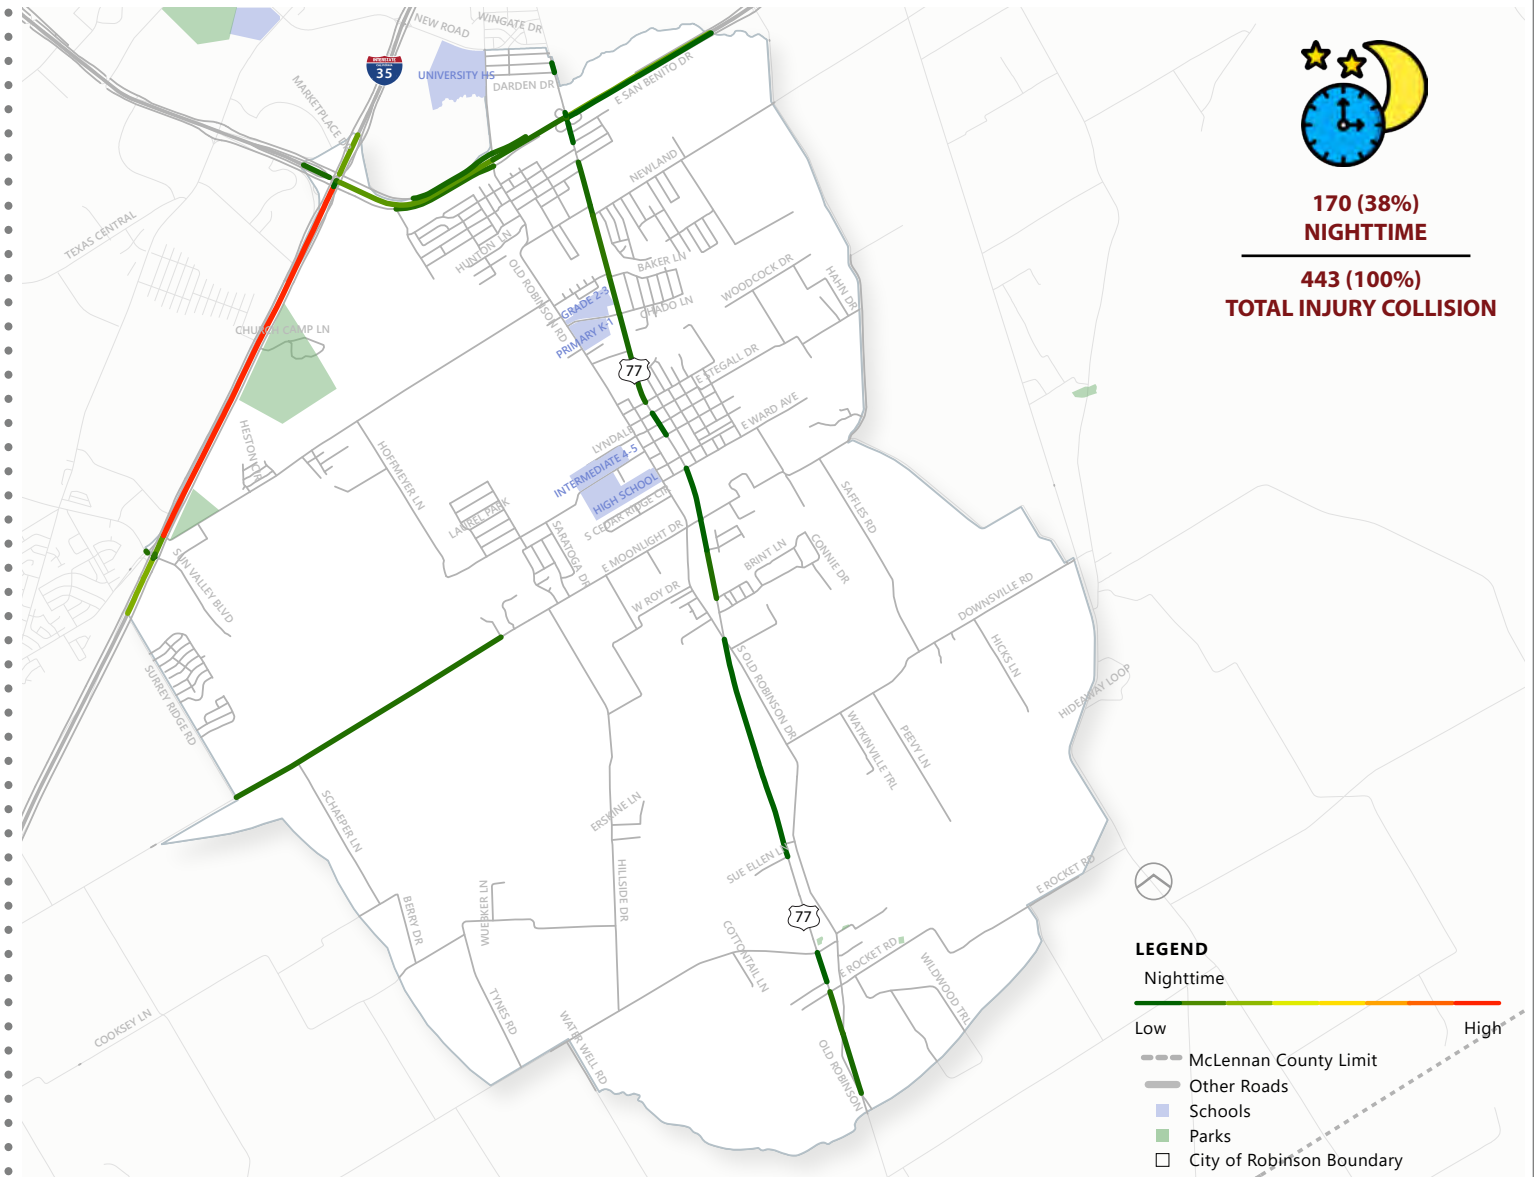 NEW ROAD
WINGATE DR
INTERSTATE
35
UNIVERSITY HS
DARDEN DR
E SAN BENITO DR
MARKETPLACE D
NEWLAND
TEXAS CENTRAL
HUNTON LN
OLD ROBINSON RD
BAKER LN
WOODCOCK DR
HAHN DR
GRADE 2-3
CHADO LN
PRIMARY K-1
CHURCH CAMP LN
77
E STEGALL DR
E WARD AVE
HESTON CIR
HOFFMEYER LN
LYNDALE
INTERMEDIATE 4-5
HIGH SCHOOL
SAFFLES RD
LAUREL PARK
S CEDAR RIDGE CIR
SARATOGA DR
E MOONLIGHT DR
BRINT LN
CONNIE DR
SUN VALLEY BLVD
W ROY DR
DOWNSVILLE RD
HICKS LN
SURREY RIDGE RD
S OLD ROBINSON DR
HIDEAWAY LOOP
WATKINVILLE TRL
PEEVY LN
SCHAEPER LN
ERSKINE LN
SUE ELLEN LN
E ROCKET RD
HILLSIDE DR
BERRY DR
WUEBKER LN
77
COTTONTAIL LN
E ROCKET RD
WILDWOOD TRL
TYNES RD
COOKSEY LN
WATER WELL RD
OLD ROBINSON
170 (38%)
NIGHTTIME
443 (100%)
TOTAL INJURY COLLISION
LEGEND
Nighttime
Low
High
McLennan County Limit
Other Roads
Schools
Parks
City of Robinson Boundary